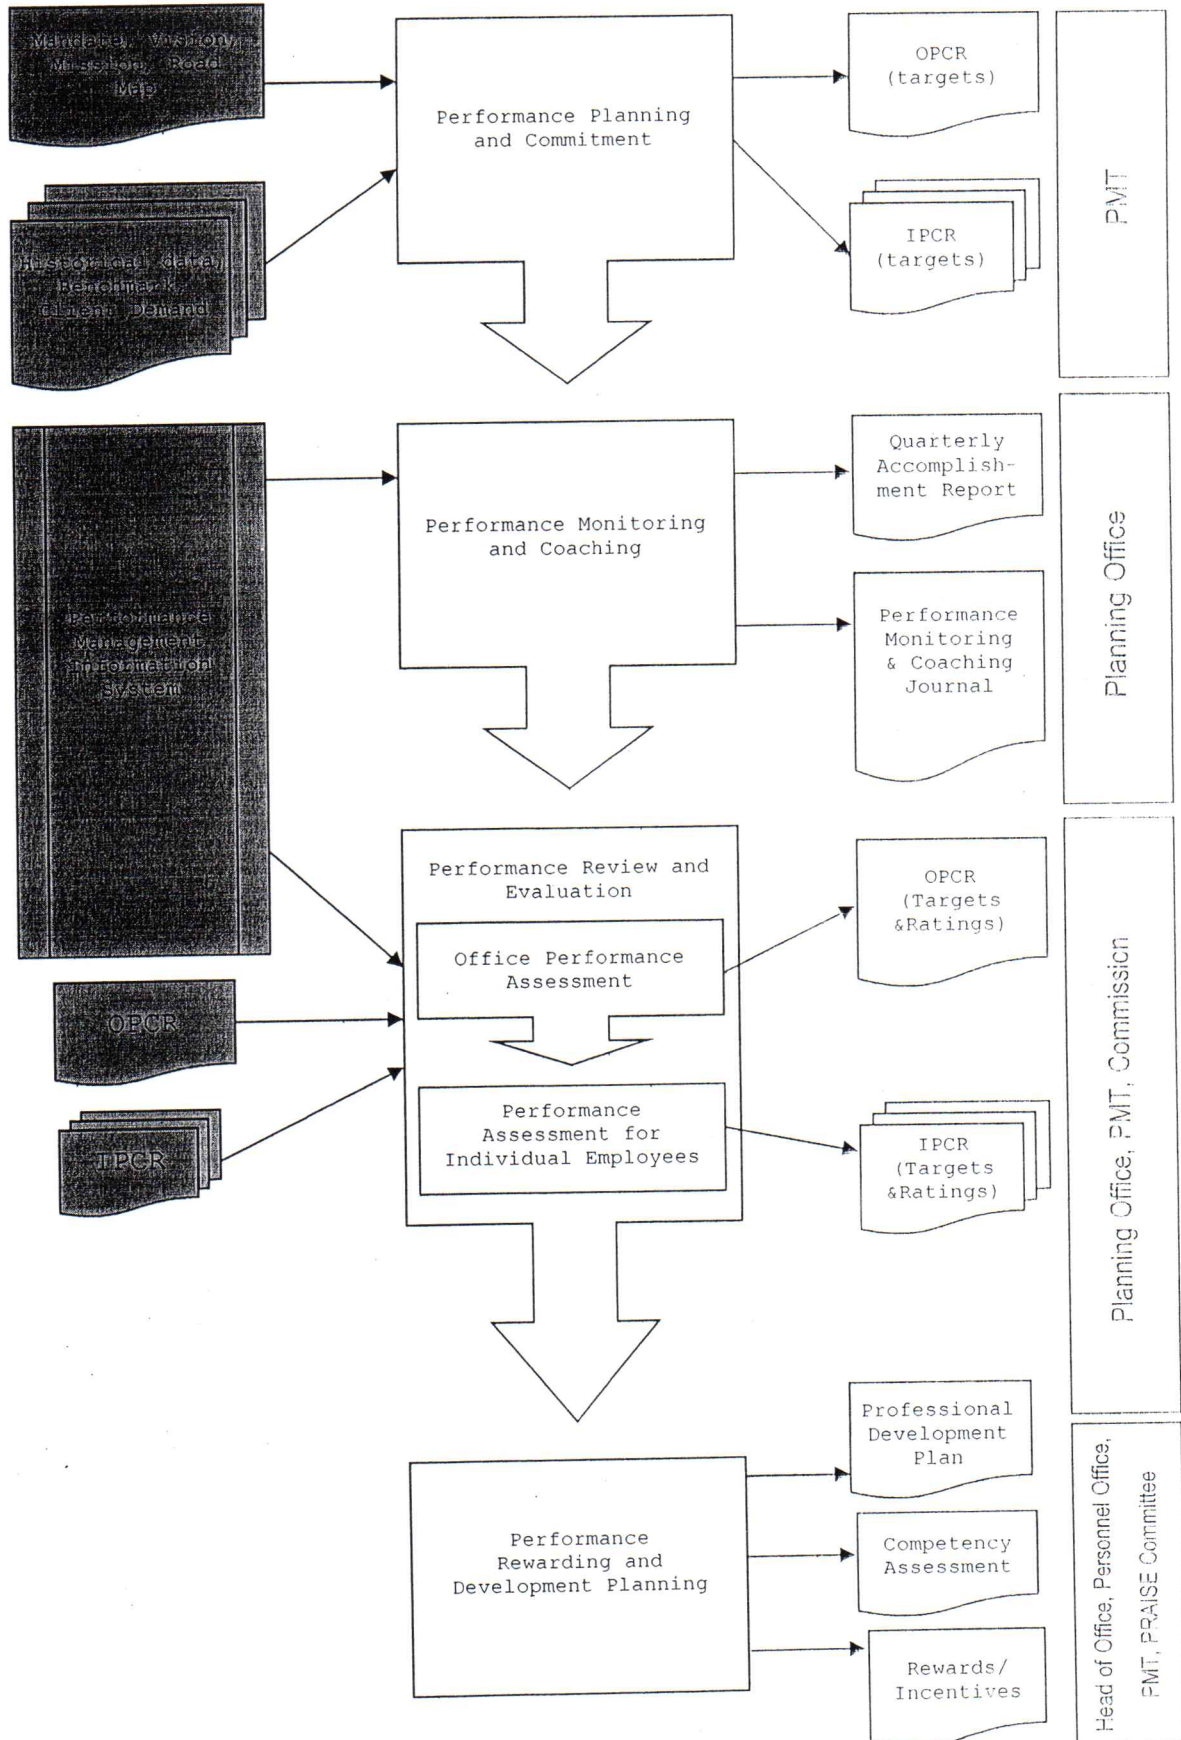 Mandate, Vision,
Mission, Road
Map
Performance Planning
and Commitment
OPCR
(targets)
IPCR
(targets)
PMT
Historical data,
Benchmark,
Client Demand
Performance Monitoring
and Coaching
Quarterly
Accomplish-
ment Report
Performance
Monitoring
& Coaching
Journal
Planning Office
Performance
Management
Information
System
Performance Review and
Evaluation
Office Performance
Assessment
OPCR
(Targets
&Ratings)
OPCR
IPCR
Performance
Assessment for
Individual Employees
IPCR
(Targets
&Ratings)
Planning Office, PMT, Commission
Performance
Rewarding and
Development Planning
Professional
Development
Plan
Competency
Assessment
Rewards/
Incentives
Head of Office, Personnel Office,
PMT, PRAISE Committee